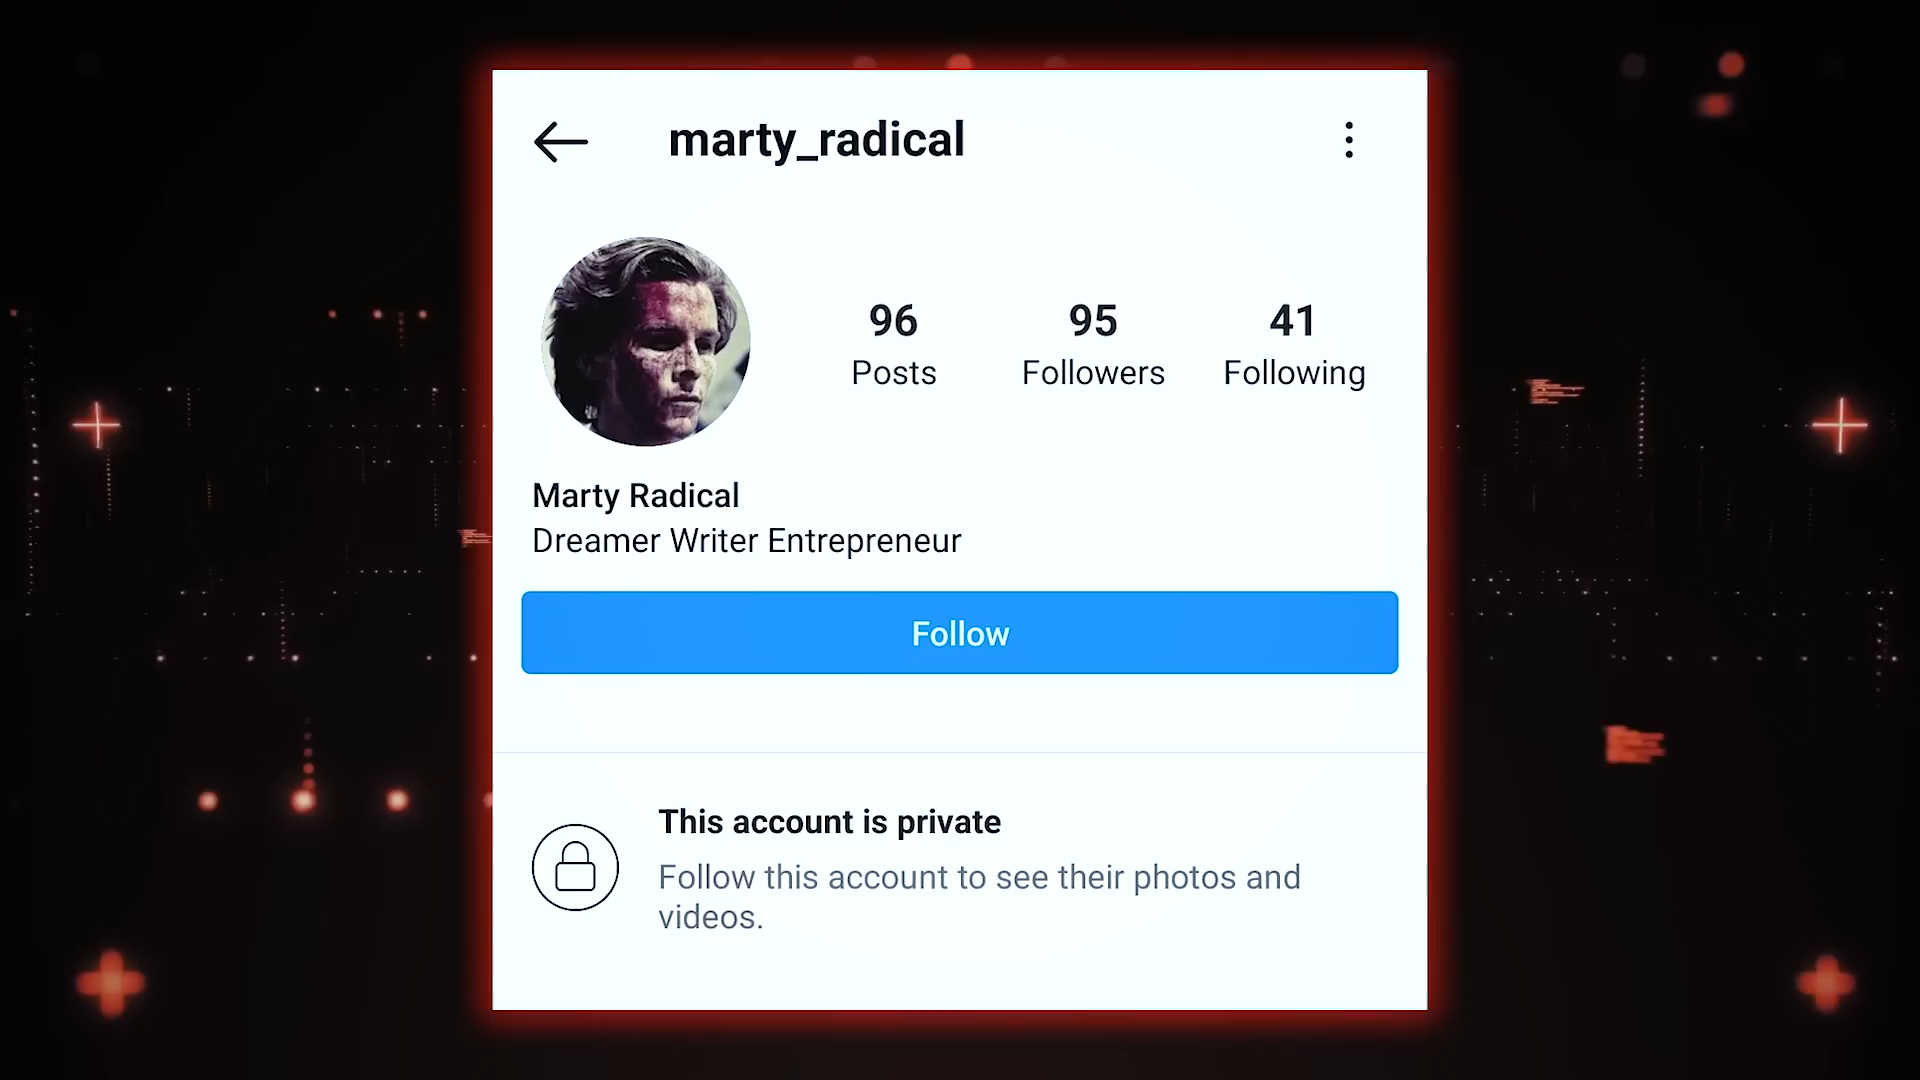 marty_radical
96 95 41
Posts Followers Following
Marty Radical
Dreamer Writer Entrepreneur
Follow
This account is private
Follow this account to see their photos and
videos.